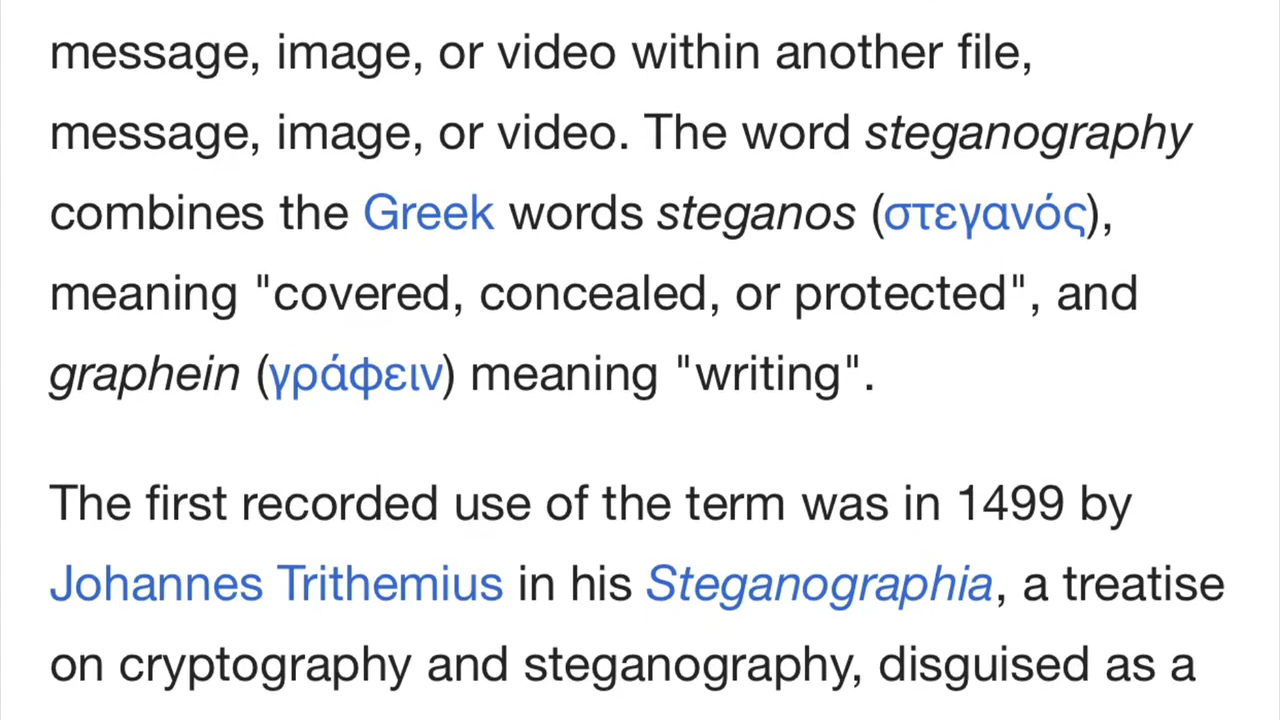 message, image, or video within another file,
message, image, or video. The word steganography
combines the Greek words steganos (στεγανός),
meaning "covered, concealed, or protected", and
graphein (γράφειν) meaning "writing".
The first recorded use of the term was in 1499 by
Johannes Trithemius in his Steganographia, a treatise
on cryptography and steganography, disguised as a